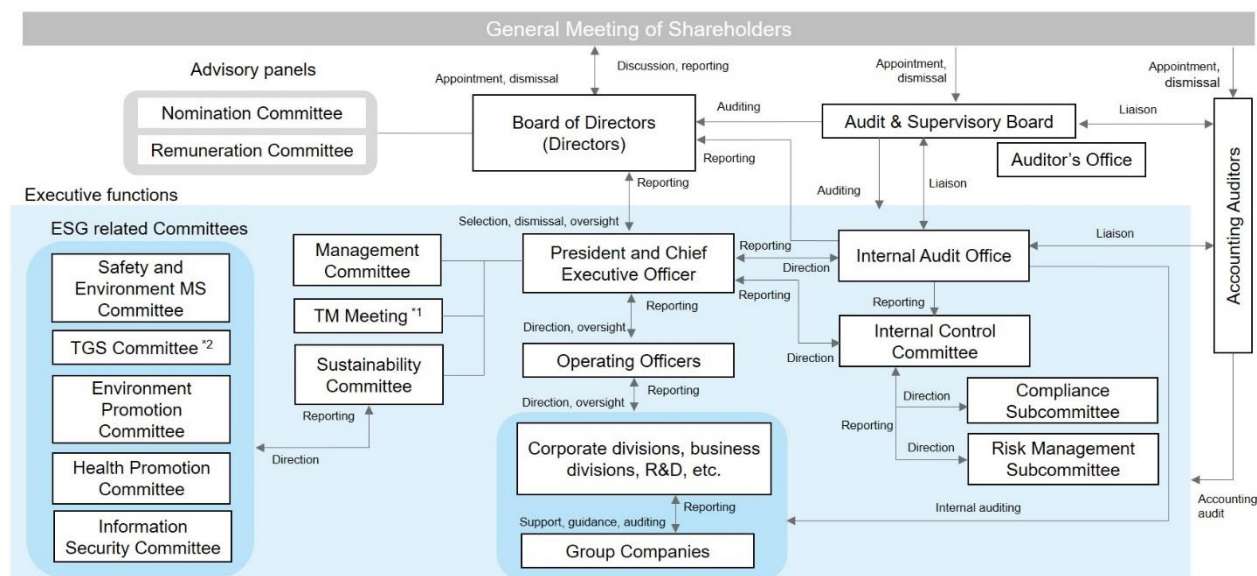 General Meeting of Shareholders
Advisory panels
Nomination Committee
Remuneration Committee
Appointment, dismissal
Discussion, reporting
Appointment,
dismissal
Appointment,
dismissal
Board of Directors
(Directors)
Auditing
Reporting
Audit & Supervisory Board
Auditor's Office
Liaison
Accounting Auditors
Reporting
Auditing
Liaison
Executive functions
Selection, dismissal, oversight
ESG related Committees
Safety and
Environment MS
Committee
TGS Committee *2
Environment
Promotion
Committee
Health Promotion
Committee
Information
Security Committee
Reporting
Direction
Management
Committee
TM Meeting *1
Sustainability
Committee
President and Chief
Executive Officer
Reporting
Direction
Reporting
Direction
Internal Audit Office
Liaison
Reporting
Direction, oversight
Operating Officers
Reporting
Direction, oversight
Corporate divisions, business
divisions, R&D, etc.
Reporting
Support, guidance, auditing
Group Companies
Reporting
Internal Control
Committee
Direction
Reporting
Direction
Compliance
Subcommittee
Risk Management
Subcommittee
Internal auditing
Accounting
audit